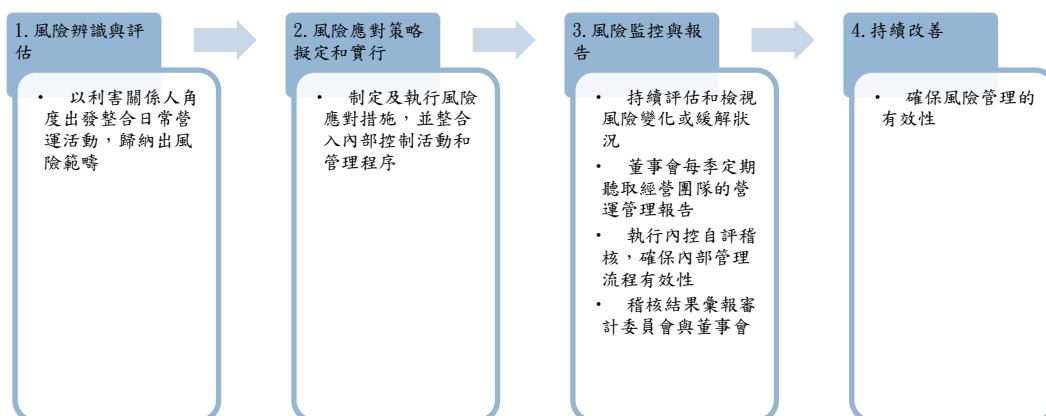 1.風險辨識與評
估
• 以利害關係人角
度出發整合日常營
運活動，歸納出風
險範疇
2.風險應對策略
擬定和實行
• 制定及執行風險
應對措施，並整合
入內部控制活動和
管理程序
3.風險監控與報
告
• 持續評估和檢視
風險變化或緩解狀
況
• 董事會每季定期
聽取經營團隊的營
運管理報告
• 執行內控自評稽
核，確保內部管理
流程有效性
• 稽核結果彙報審
計委員會與董事會
4.持續改善
• 確保風險管理的
有效性